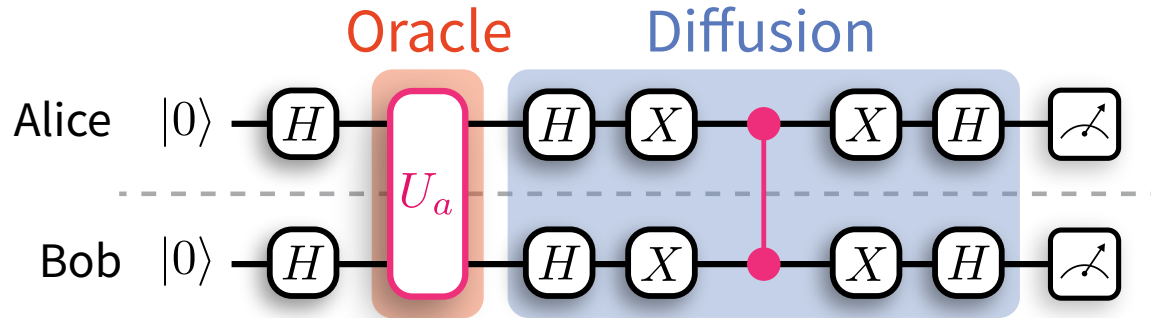 Oracle Diffusion
Alice |0⟩ H H X X H
U_a
Bob |0⟩ H H X X H